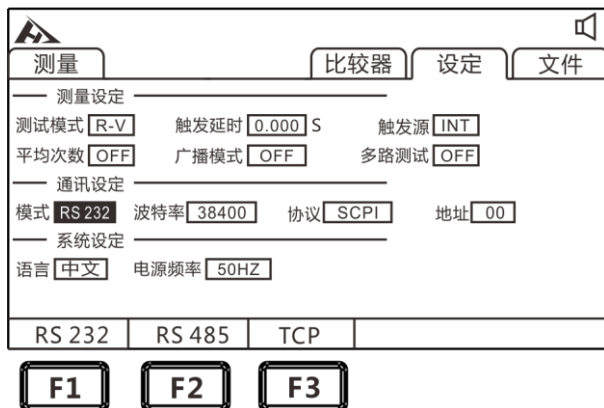 测量 比较器 设定 文件
测量设定
测试模式 R-V 触发延时 0.000 S 触发源 INT
平均次数 OFF 广播模式 OFF 多路测试 OFF
通讯设定
模式 RS 232 波特率 38400 协议 SCPI 地址 00
系统设定
语言 中文 电源频率 50HZ
RS 232 RS 485 TCP
F1 F2 F3